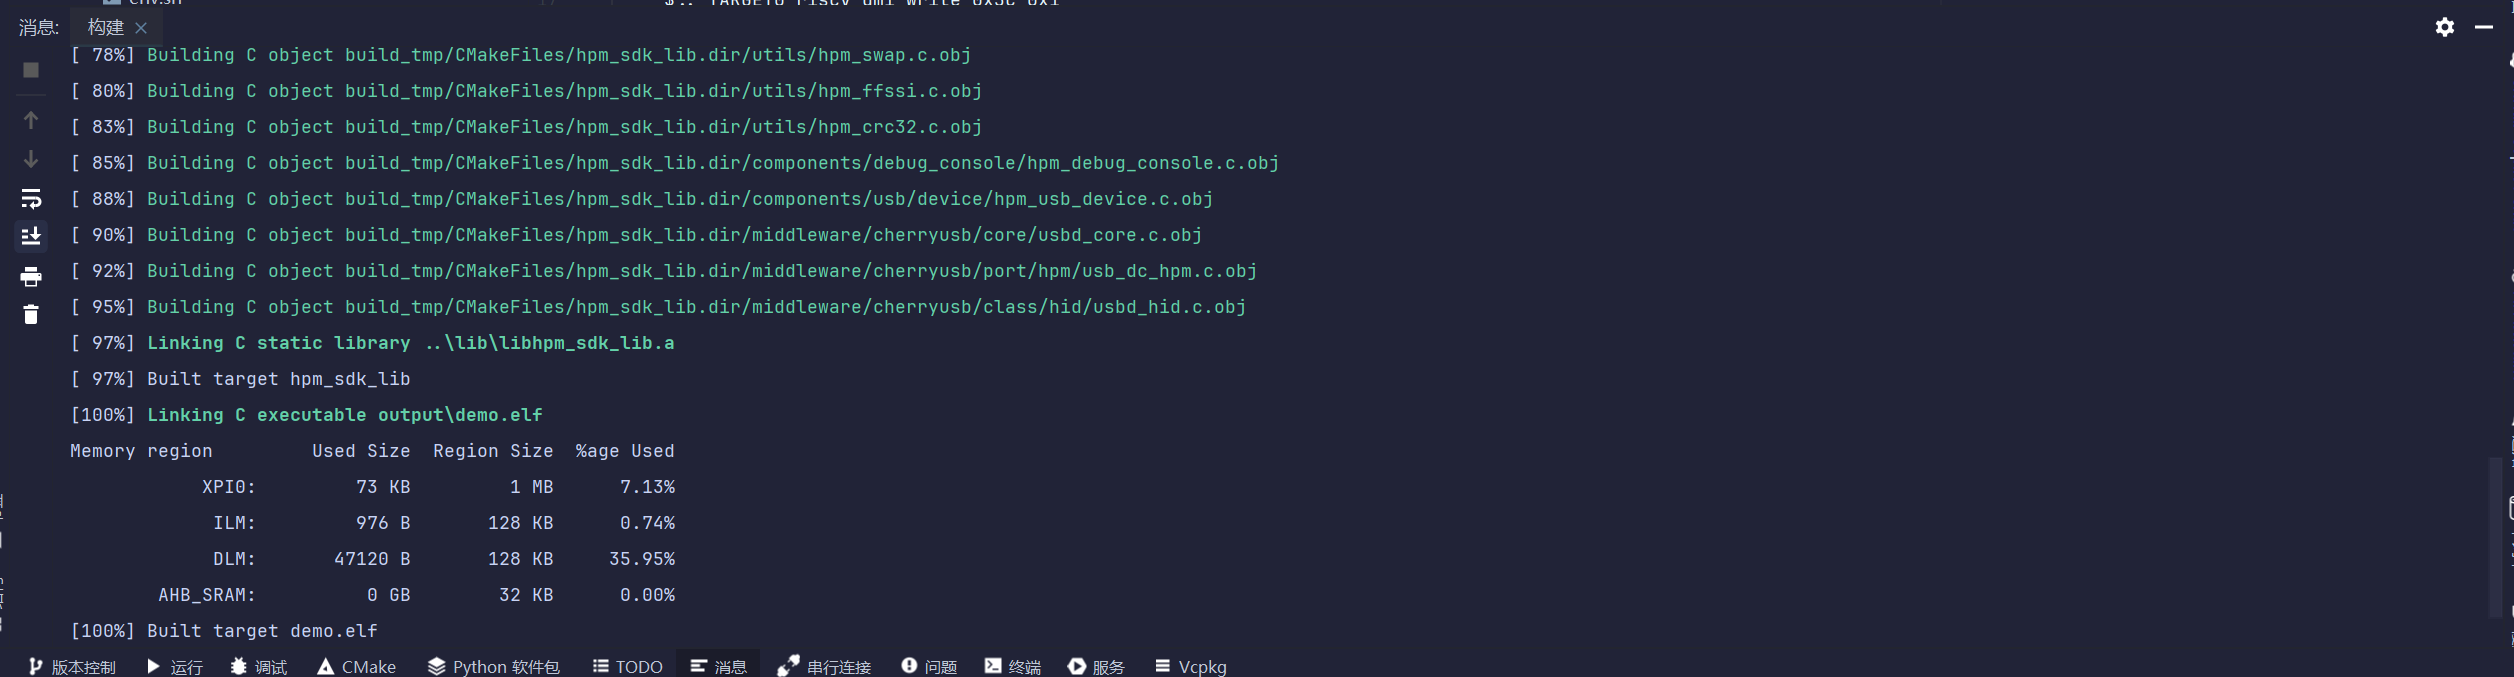 消息: 构建
[ 78%] Building C object build_tmp/CMakeFiles/hpm_sdk_lib.dir/utils/hpm_swap.c.obj
[ 80%] Building C object build_tmp/CMakeFiles/hpm_sdk_lib.dir/utils/hpm_ffssi.c.obj
[ 83%] Building C object build_tmp/CMakeFiles/hpm_sdk_lib.dir/utils/hpm_crc32.c.obj
[ 85%] Building C object build_tmp/CMakeFiles/hpm_sdk_lib.dir/components/debug_console/hpm_debug_console.c.obj
[ 88%] Building C object build_tmp/CMakeFiles/hpm_sdk_lib.dir/components/usb/device/hpm_usb_device.c.obj
[ 90%] Building C object build_tmp/CMakeFiles/hpm_sdk_lib.dir/middleware/cherryusb/core/usbd_core.c.obj
[ 92%] Building C object build_tmp/CMakeFiles/hpm_sdk_lib.dir/middleware/cherryusb/port/hpm/usb_dc_hpm.c.obj
[ 95%] Building C object build_tmp/CMakeFiles/hpm_sdk_lib.dir/middleware/cherryusb/class/hid/usbd_hid.c.obj
[ 97%] Linking C static library ..\lib\libhpm_sdk_lib.a
[ 97%] Built target hpm_sdk_lib
[100%] Linking C executable output\demo.elf
Memory region         Used Size  Region Size  %age Used
XPI0:         73 KB         1 MB      7.13%
ILM:         976 B       128 KB      0.74%
DLM:       47120 B       128 KB     35.95%
AHB_SRAM:          0 GB        32 KB      0.00%
[100%] Built target demo.elf
版本控制 运行 调试 CMake Python 软件包 TODO 消息 串行连接 问题 终端 服务 Vcpkg